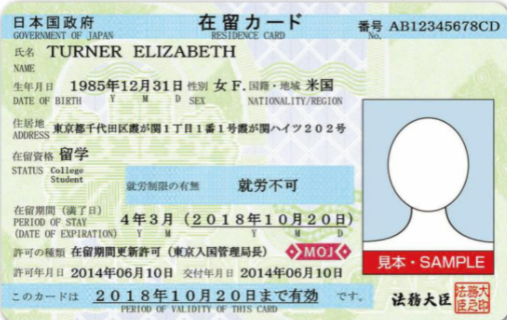 日本国政府 在留カード 番号 AB12345678CD
GOVERNMENT OF JAPAN RESIDENCE CARD No.
氏名 TURNER ELIZABETH
NAME
生年月日 1985年12月31日 性別 女 F. 国籍・地域 米国
DATE OF BIRTH Y M D SEX NATIONALITY/REGION
住居地
ADDRESS 東京都千代田区霞が関1丁目1番1号霞が関ハイツ202号
在留資格 留学
STATUS College
Student
就労制限の有無 就労不可
在留期間(満了日)
PERIOD OF STAY 4年3月(2018年10月20日)
(DATE OF EXPIRATION) Y M Y M D
許可の種類 在留期間更新許可(東京入国管理局長) MOJ
許可年月日 2014年06月10日 交付年月日 2014年06月10日
見本・SAMPLE
このカードは 2018年10月20日まで有効 です。
PERIOD OF VALIDITY OF THIS CARD
法務大臣